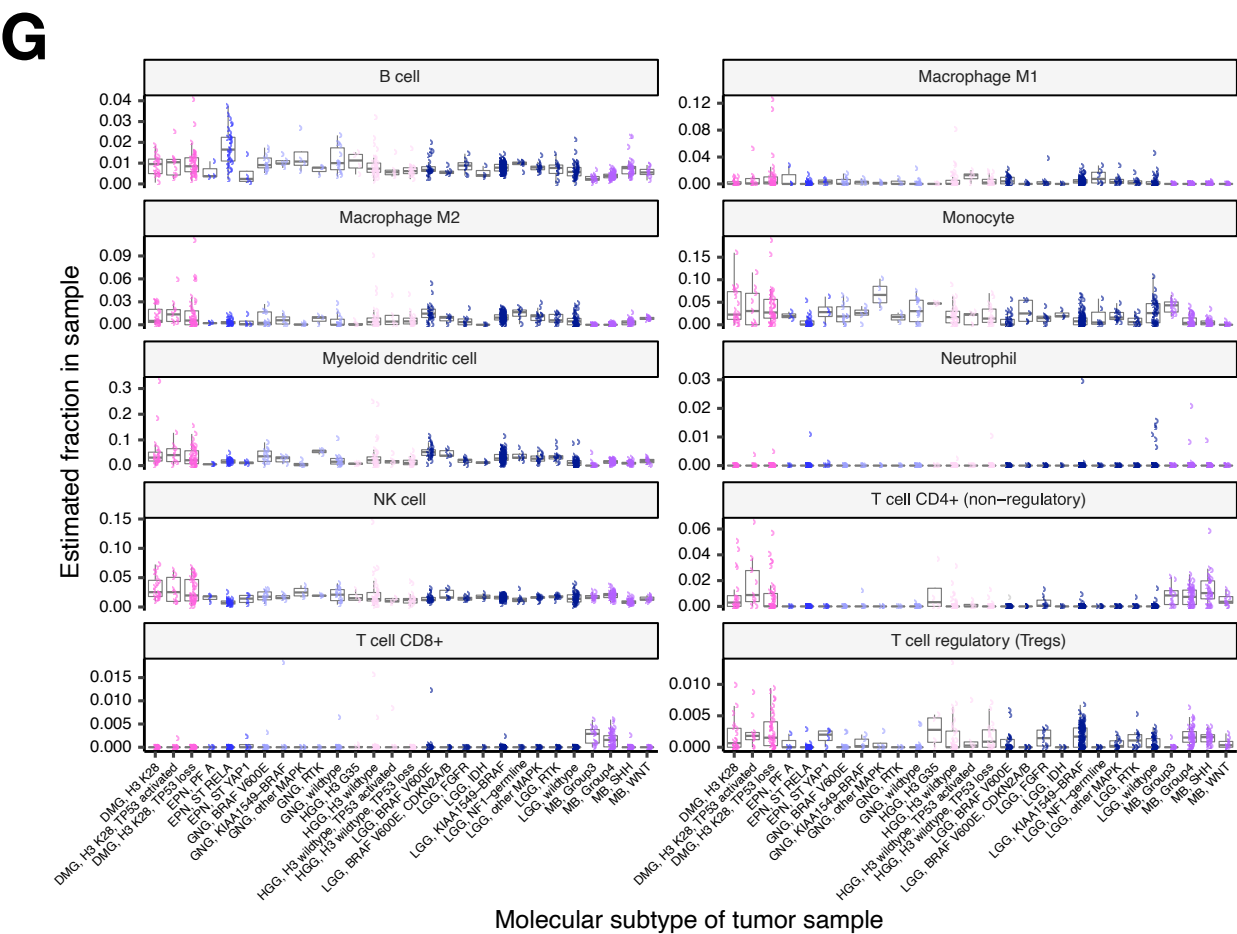 G
Estimated fraction in sample
B cell
0.04
0.03
0.02
0.01
0.00
Macrophage M1
0.12
0.08
0.04
0.00
Macrophage M2
0.09
0.06
0.03
0.00
Monocyte
0.15
0.10
0.05
0.00
Myeloid dendritic cell
0.3
0.2
0.1
0.0
Neutrophil
0.03
0.02
0.01
0.00
NK cell
0.15
0.10
0.05
0.00
T cell CD4+ (non−regulatory)
0.06
0.04
0.02
0.00
T cell CD8+
0.015
0.010
0.005
0.000
T cell regulatory (Tregs)
0.010
0.005
0.000
DMG, H3 K28
DMG, H3 K28, TP53 activated
DMG, H3 K28, TP53 loss
EPN, PF A
EPN, ST RELA
EPN, ST YAP1
GNG, BRAF V600E
GNG, KIAA1549−BRAF
GNG, other MAPK
GNG, RTK
GNG, wildtype
HGG, H3 G35
HGG, H3 wildtype
HGG, H3 wildtype, TP53 activated
HGG, H3 wildtype, TP53 loss
LGG, BRAF V600E
LGG, BRAF V600E, CDKN2A/B
LGG, FGFR
LGG, IDH
LGG, KIAA1549−BRAF
LGG, NF1−germline
LGG, other MAPK
LGG, RTK
LGG, wildtype
MB, Group3
MB, Group4
MB, SHH
MB, WNT
DMG, H3 K28
DMG, H3 K28, TP53 activated
DMG, H3 K28, TP53 loss
EPN, PF A
EPN, ST RELA
EPN, ST YAP1
GNG, BRAF V600E
GNG, KIAA1549−BRAF
GNG, other MAPK
GNG, RTK
GNG, wildtype
HGG, H3 G35
HGG, H3 wildtype
HGG, H3 wildtype, TP53 activated
HGG, H3 wildtype, TP53 loss
LGG, BRAF V600E
LGG, BRAF V600E, CDKN2A/B
LGG, FGFR
LGG, IDH
LGG, KIAA1549−BRAF
LGG, NF1−germline
LGG, other MAPK
LGG, RTK
LGG, wildtype
MB, Group3
MB, Group4
MB, SHH
MB, WNT
Molecular subtype of tumor sample